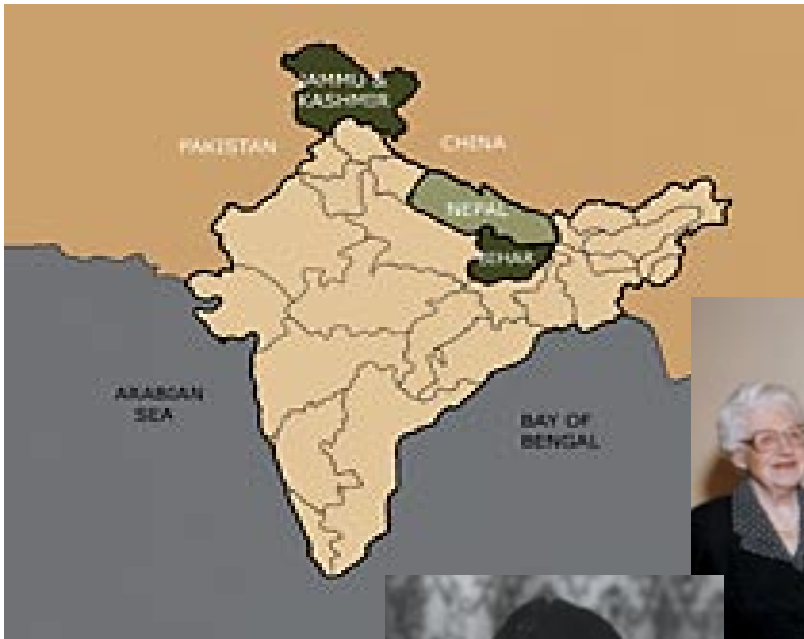 JAMMU &
KASHMIR
PAKISTAN
CHINA
NEPAL
BIHAR
ARABIAN
SEA
BAY OF
BENGAL